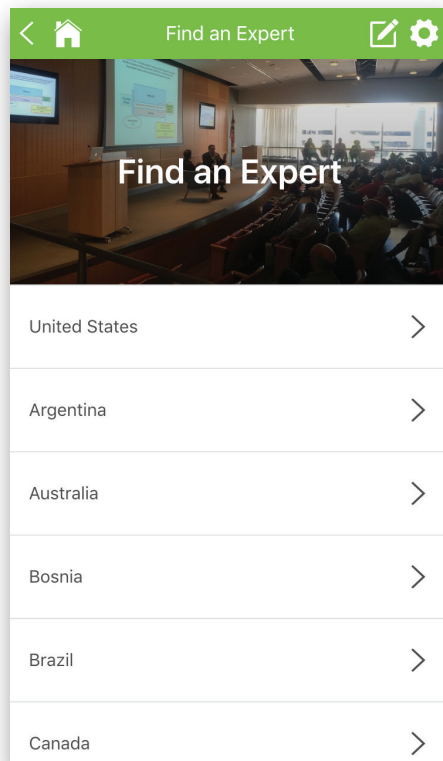 Find an Expert
Find an Expert
United States
Argentina
Australia
Bosnia
Brazil
Canada